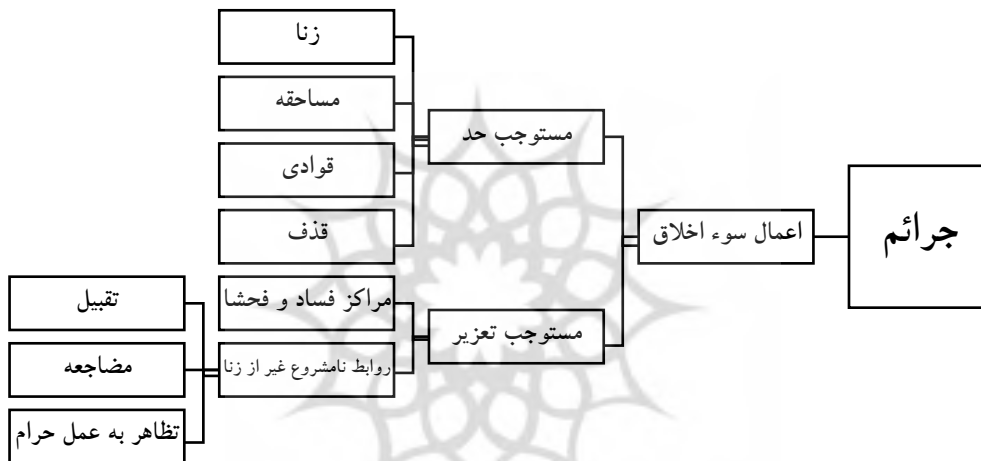 جرائم
اعمال سوء اخلاق
مستوجب حد
زنا
مساحقه
قوادی
قذف
مستوجب تعزیر
مراکز فساد و فحشا
روابط نامشروع غیر از زنا
تقبیل
مضاجعه
تظاهر به عمل حرام